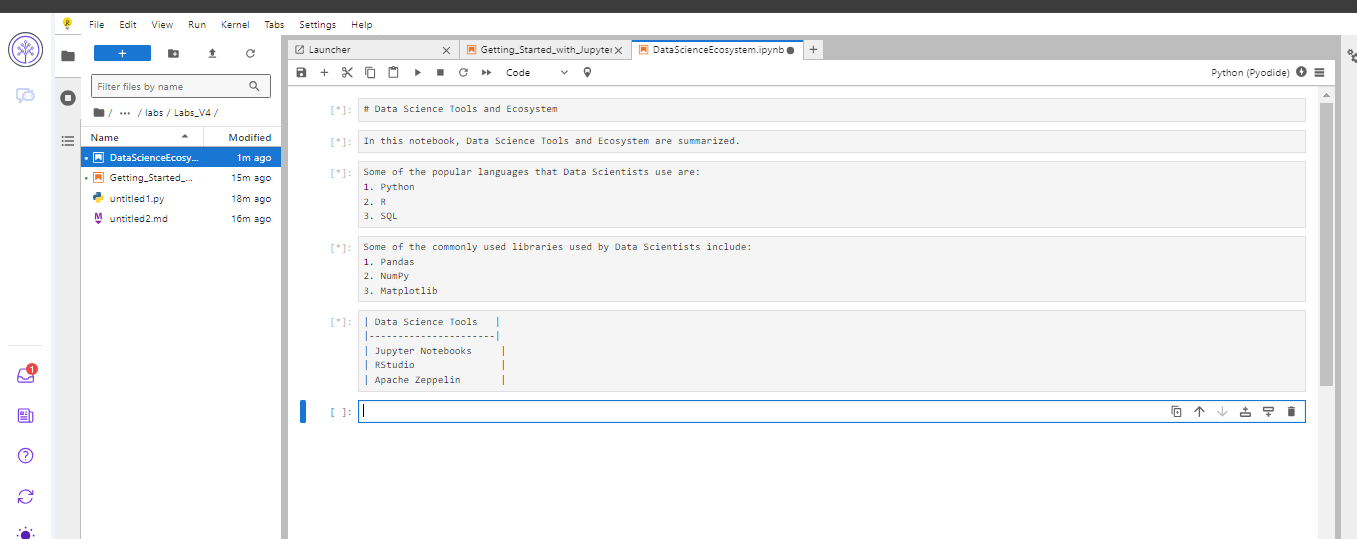 File Edit View Run Kernel Tabs Settings Help
+
Filter files by name
/ ··· / labs / Labs_V4 /
Name Modified
DataScienceEcosy... 1m ago
Getting_Started_... 15m ago
untitled1.py 18m ago
M untitled2.md 16m ago
1
Launcher
Getting_Started_with_Jupyter
DataScienceEcosystem.ipynb
Code
Python (Pyodide)
[*]: # Data Science Tools and Ecosystem
[*]: In this notebook, Data Science Tools and Ecosystem are summarized.
[*]: Some of the popular languages that Data Scientists use are:
1. Python
2. R
3. SQL
[*]: Some of the commonly used libraries used by Data Scientists include:
1. Pandas
2. NumPy
3. Matplotlib
[*]: | Data Science Tools   |
|----------------------|
| Jupyter Notebooks     |
| RStudio               |
| Apache Zeppelin       |
[ ]: